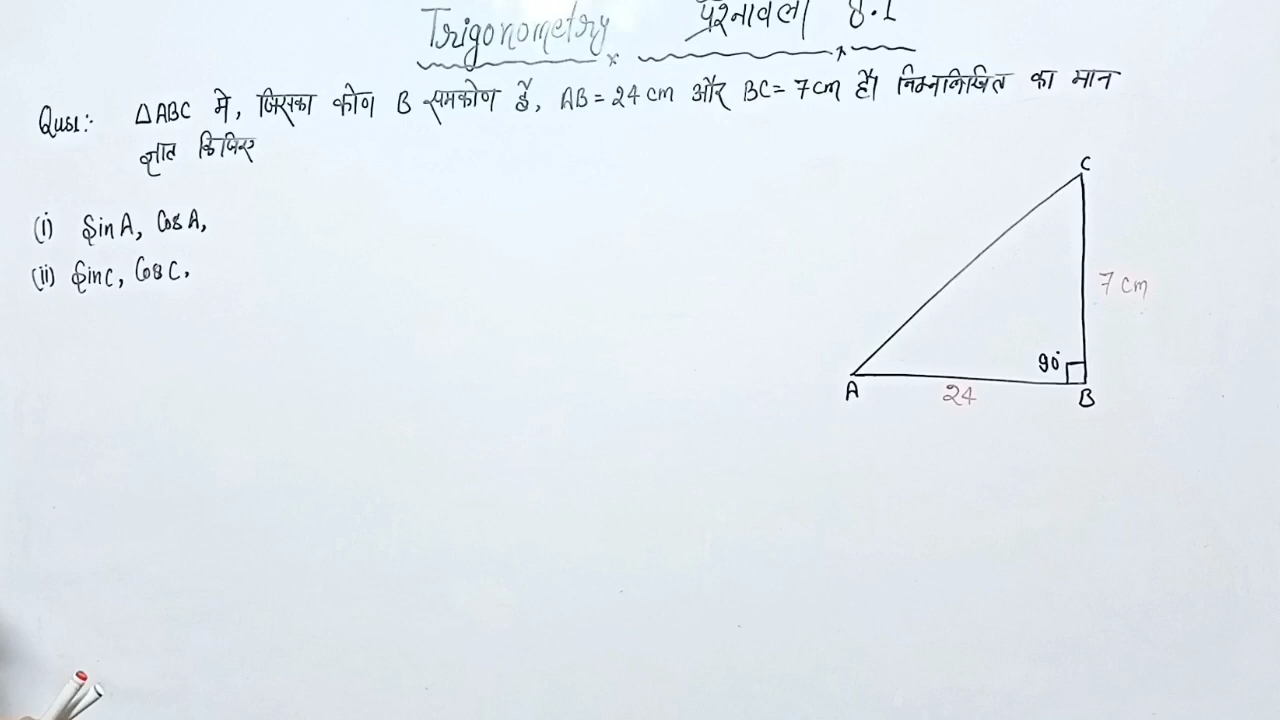 Trigonometry प्रश्नावली 8.1
Qus1:- △ABC मे, जिसका कोण B समकोण है, AB = 24 cm और BC = 7 cm है। निम्नलिखित का मान
ज्ञात किजिए
(i) Sin A, Cos A,
(ii) Sin C, Cos C,
C
7 cm
90°
A
24
B